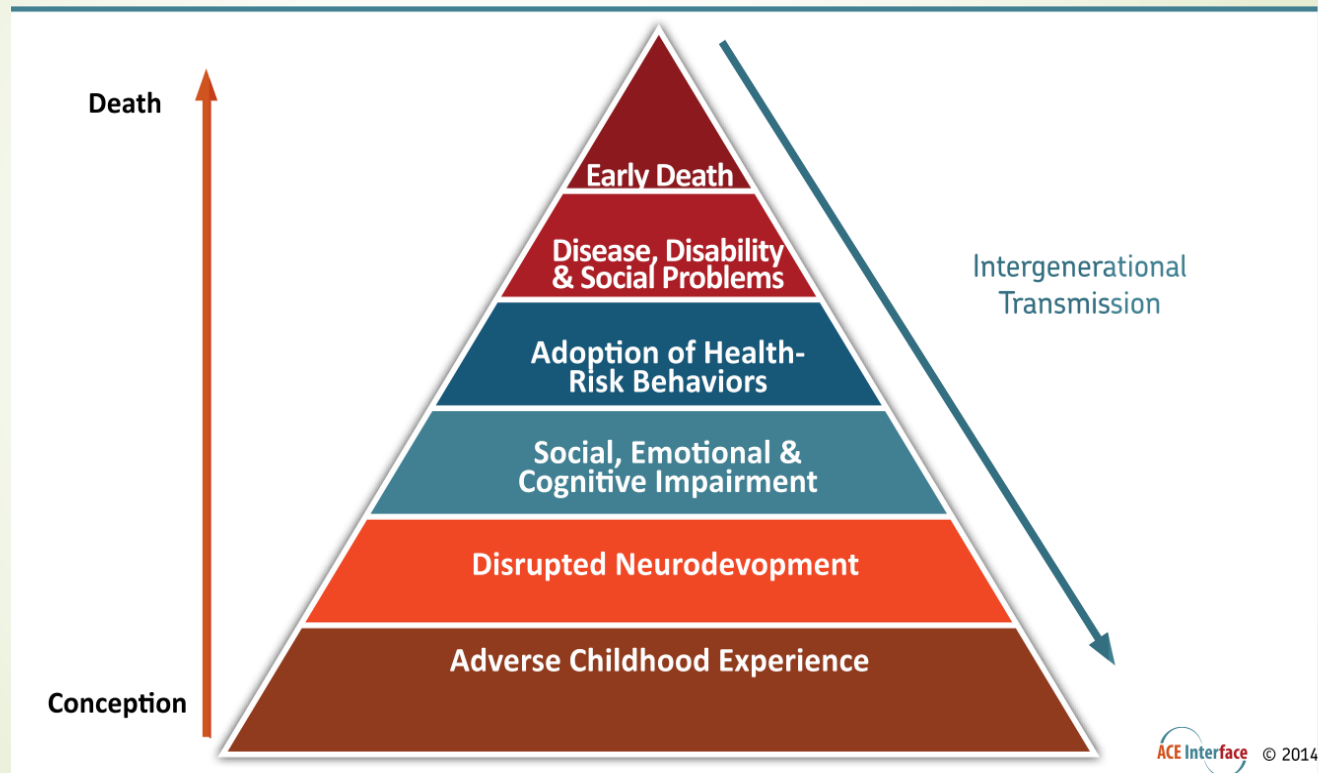 Death
Early Death
Disease, Disability
& Social Problems
Intergenerational
Transmission
Adoption of Health-
Risk Behaviors
Social, Emotional &
Cognitive Impairment
Disrupted Neurodevopment
Adverse Childhood Experience
Conception
ACE Interface © 2014